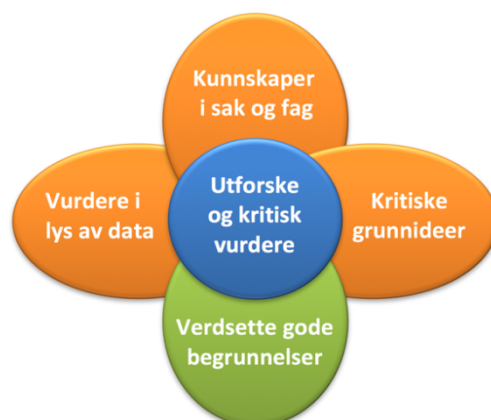 Kunnskaper
i sak og fag
Vurdere i
lys av data
Utforske
og kritisk
vurdere
Kritiske
grunnideer
Verdsette gode
begrunnelser